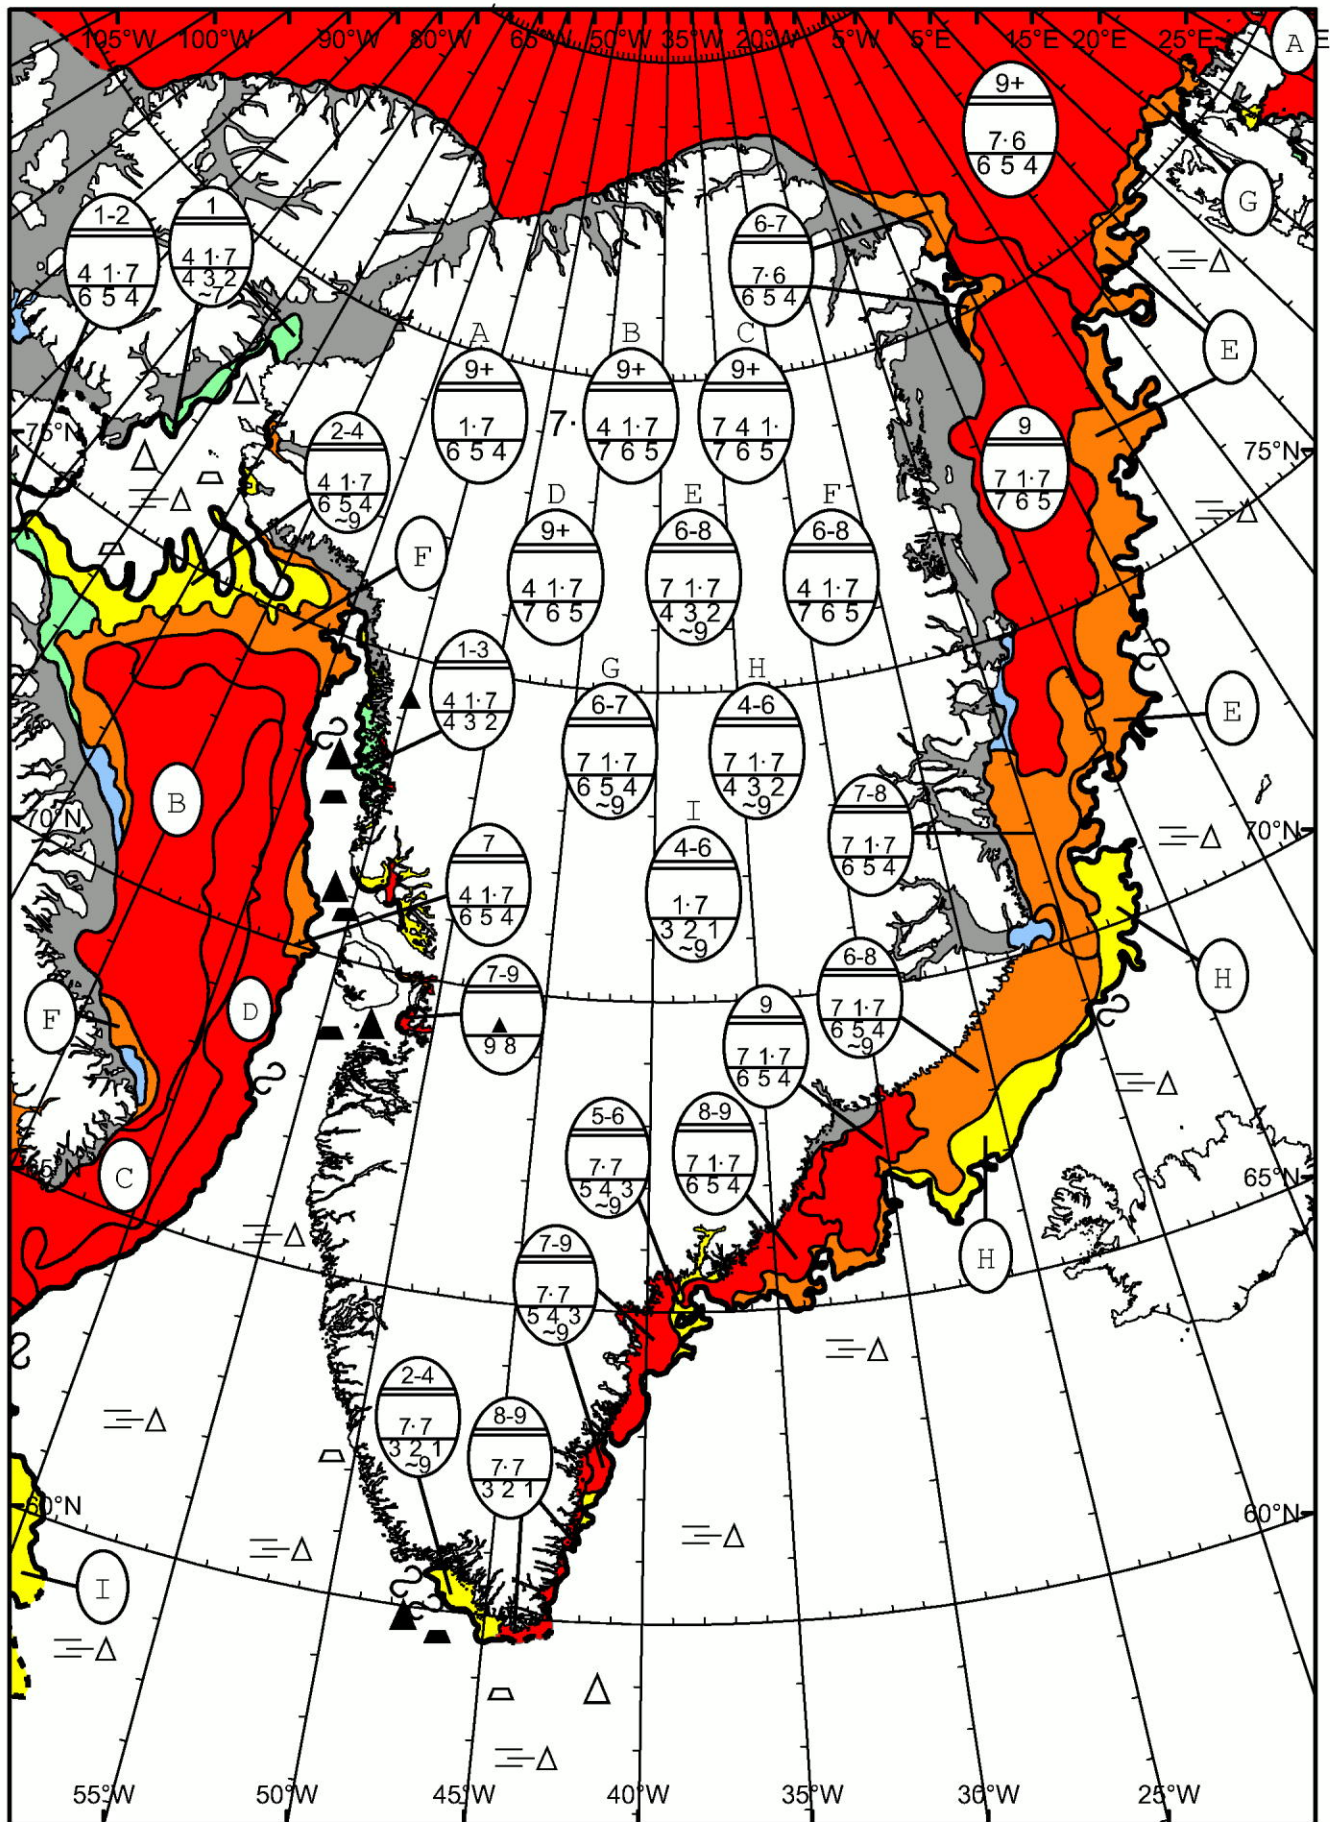 105°W 100°W 90°W 80°W 65°W 50°W 35°W 20°W 5°W 5°E 15°E 20°E 25°E E
A
9+
7· 6
6 5 4
G
1-2
4 1· 7
6 5 4
1
4 1· 7
4 3 2
~7
6-7
7· 6
6 5 4
E
A
9+
1· 7
6 5 4
7·
B
9+
4 1· 7
7 6 5
C
9+
7 4 1·
7 6 5
75°N
75°N
2-4
4 1· 7
6 5 4
~9
9
7 1· 7
7 6 5
F
D
9+
4 1· 7
7 6 5
E
6-8
7 1· 7
4 3 2
~9
F
6-8
4 1· 7
7 6 5
1-3
4 1· 7
4 3 2
G
6-7
7 1· 7
6 5 4
~9
H
4-6
7 1· 7
4 3 2
~9
E
B
70°N
70°N
7-8
7 1· 7
6 5 4
I
4-6
1· 7
3 2 1
~9
7
4 1· 7
6 5 4
H
F
D
7-9
9 8
6-8
7 1· 7
6 5 4
~9
9
7 1· 7
6 5 4
C
65°N
65°N
5-6
7· 7
5 4 3
~9
8-9
7 1· 7
6 5 4
H
7-9
7· 7
5 4 3
~9
2-4
7· 7
3 2 1
~9
8-9
7· 7
3 2 1
60°N
60°N
I
55°W 50°W 45°W 40°W 35°W 30°W 25°W